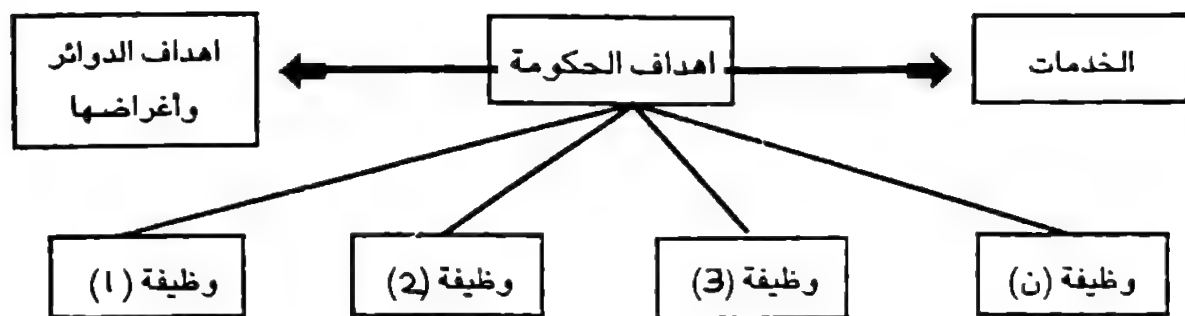 الخدمات
اهداف الحكومة
اهداف الدوائر
وأغراضها
وظيفة (1)
وظيفة (2)
وظيفة (3)
وظيفة (ن)